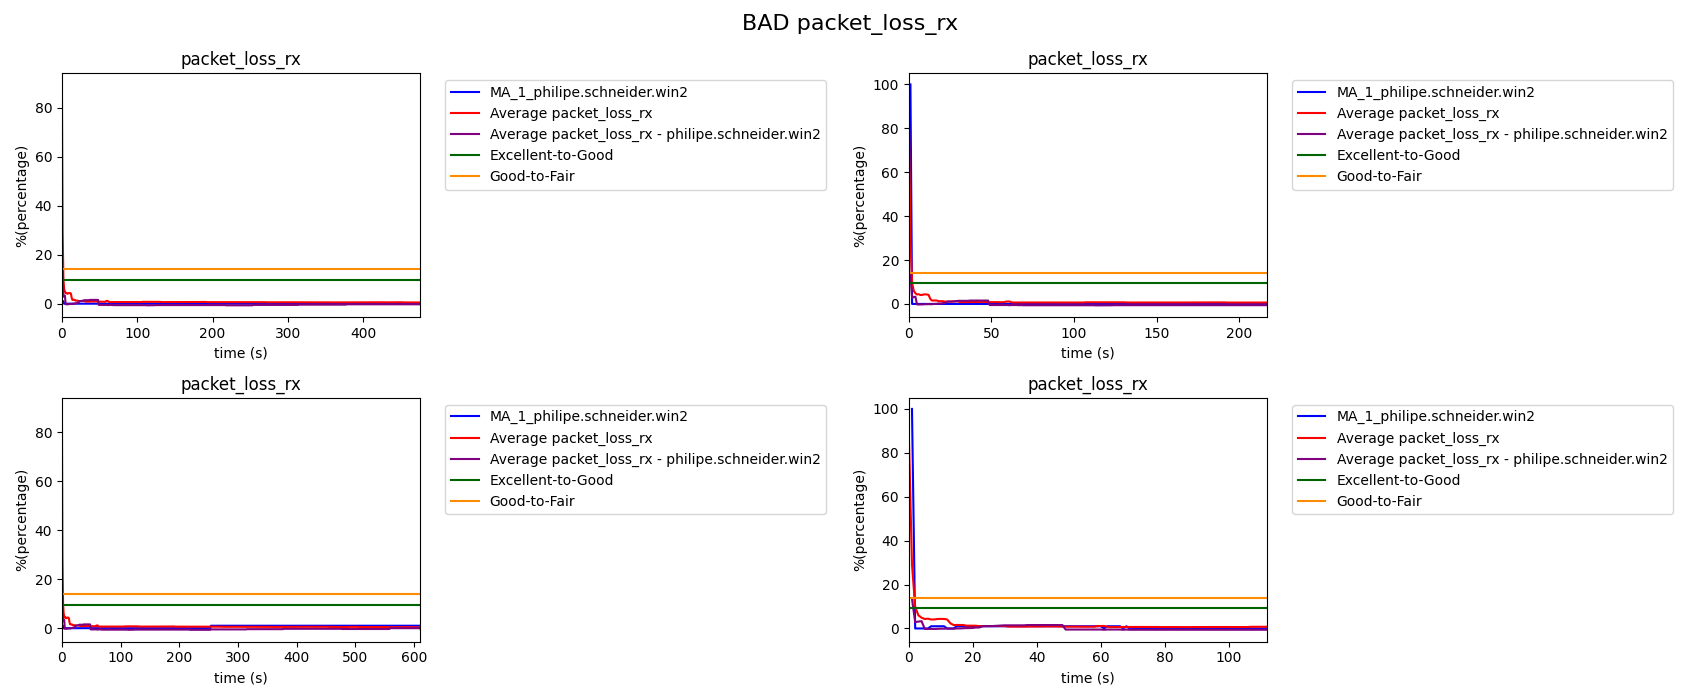 BAD packet_loss_rx
packet_loss_rx
%(percentage)
80
60
40
20
0
0 100 200 300 400
time (s)
MA_1_philipe.schneider.win2
Average packet_loss_rx
Average packet_loss_rx - philipe.schneider.win2
Excellent-to-Good
Good-to-Fair
packet_loss_rx
%(percentage)
100
80
60
40
20
0
0 50 100 150 200
time (s)
MA_1_philipe.schneider.win2
Average packet_loss_rx
Average packet_loss_rx - philipe.schneider.win2
Excellent-to-Good
Good-to-Fair
packet_loss_rx
%(percentage)
80
60
40
20
0
0 100 200 300 400 500 600
time (s)
MA_1_philipe.schneider.win2
Average packet_loss_rx
Average packet_loss_rx - philipe.schneider.win2
Excellent-to-Good
Good-to-Fair
packet_loss_rx
%(percentage)
100
80
60
40
20
0
0 20 40 60 80 100
time (s)
MA_1_philipe.schneider.win2
Average packet_loss_rx
Average packet_loss_rx - philipe.schneider.win2
Excellent-to-Good
Good-to-Fair